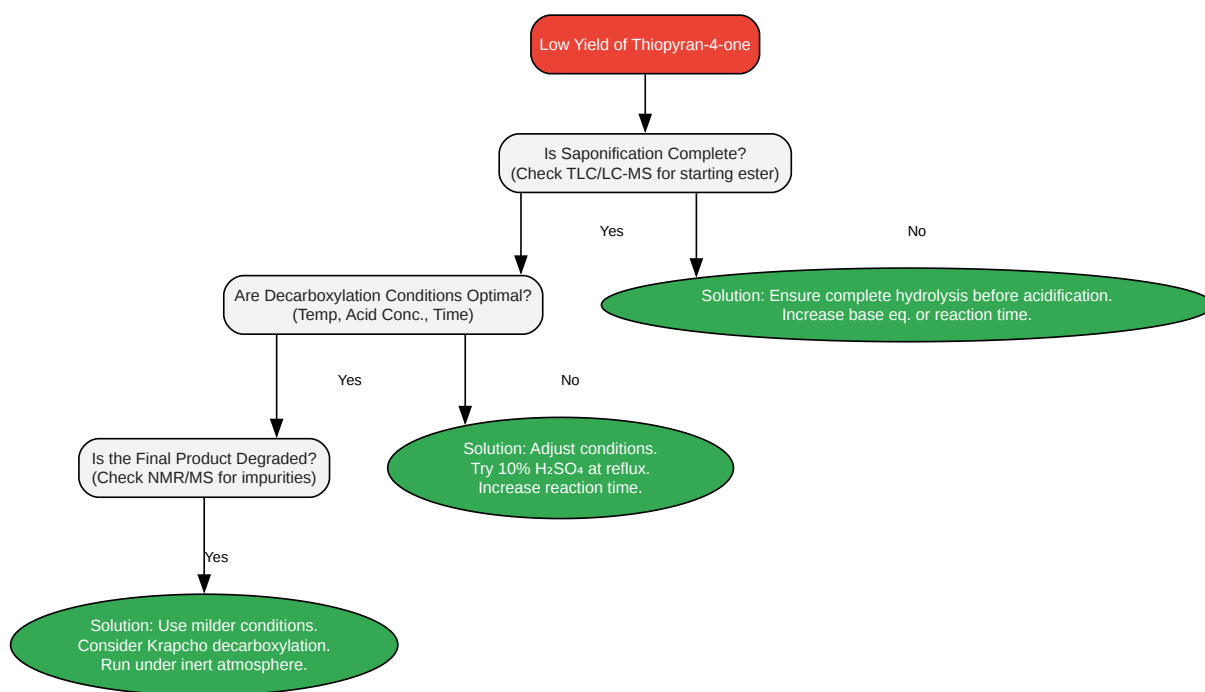 Low Yield of Thiopyran-4-one
Is Saponification Complete?
(Check TLC/LC-MS for starting ester)
Yes
No
Are Decarboxylation Conditions Optimal?
(Temp, Acid Conc., Time)
Solution: Ensure complete hydrolysis before acidification.
Increase base eq. or reaction time.
Yes
No
Is the Final Product Degraded?
(Check NMR/MS for impurities)
Solution: Adjust conditions.
Try 10% H₂SO₄ at reflux.
Increase reaction time.
Yes
Solution: Use milder conditions.
Consider Krapcho decarboxylation.
Run under inert atmosphere.